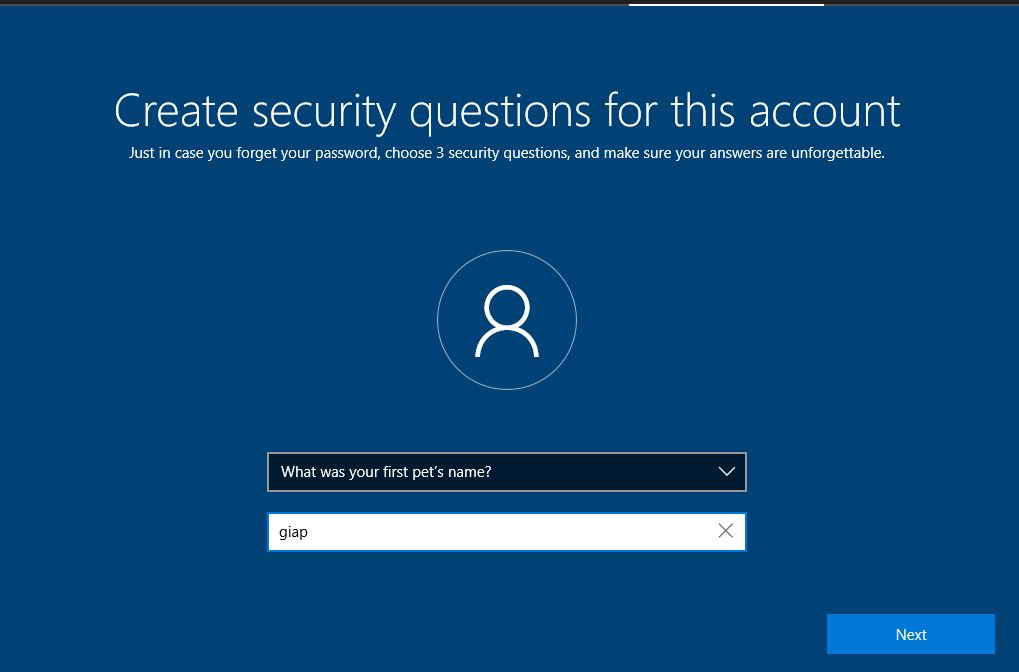 Create security questions for this account
Just in case you forget your password, choose 3 security questions, and make sure your answers are unforgettable.
What was your first pet's name?
giap
Next